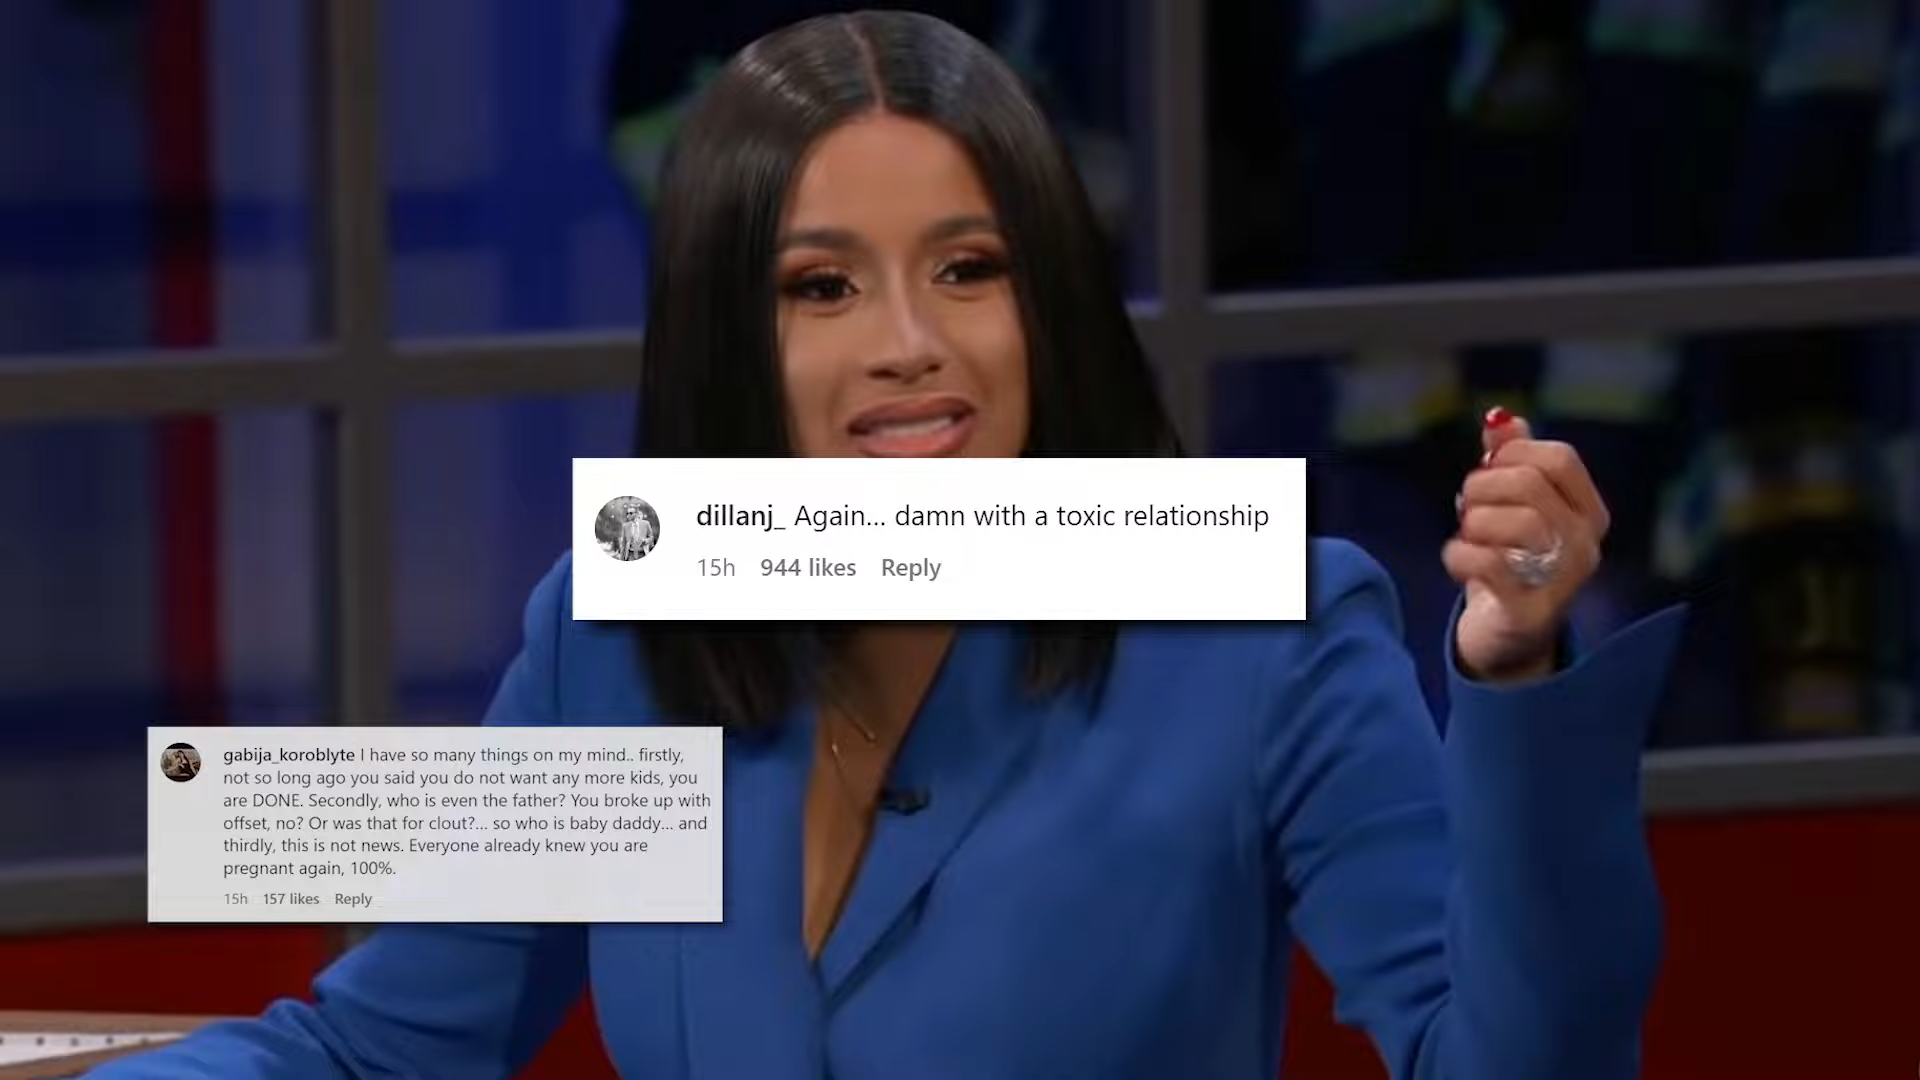 dillanj_ Again... damn with a toxic relationship
15h 944 likes Reply
gabija_koroblyte I have so many things on my mind.. firstly,
not so long ago you said you do not want any more kids, you
are DONE. Secondly, who is even the father? You broke up with
offset, no? Or was that for clout?... so who is baby daddy... and
thirdly, this is not news. Everyone already knew you are
pregnant again, 100%.
15h 157 likes Reply